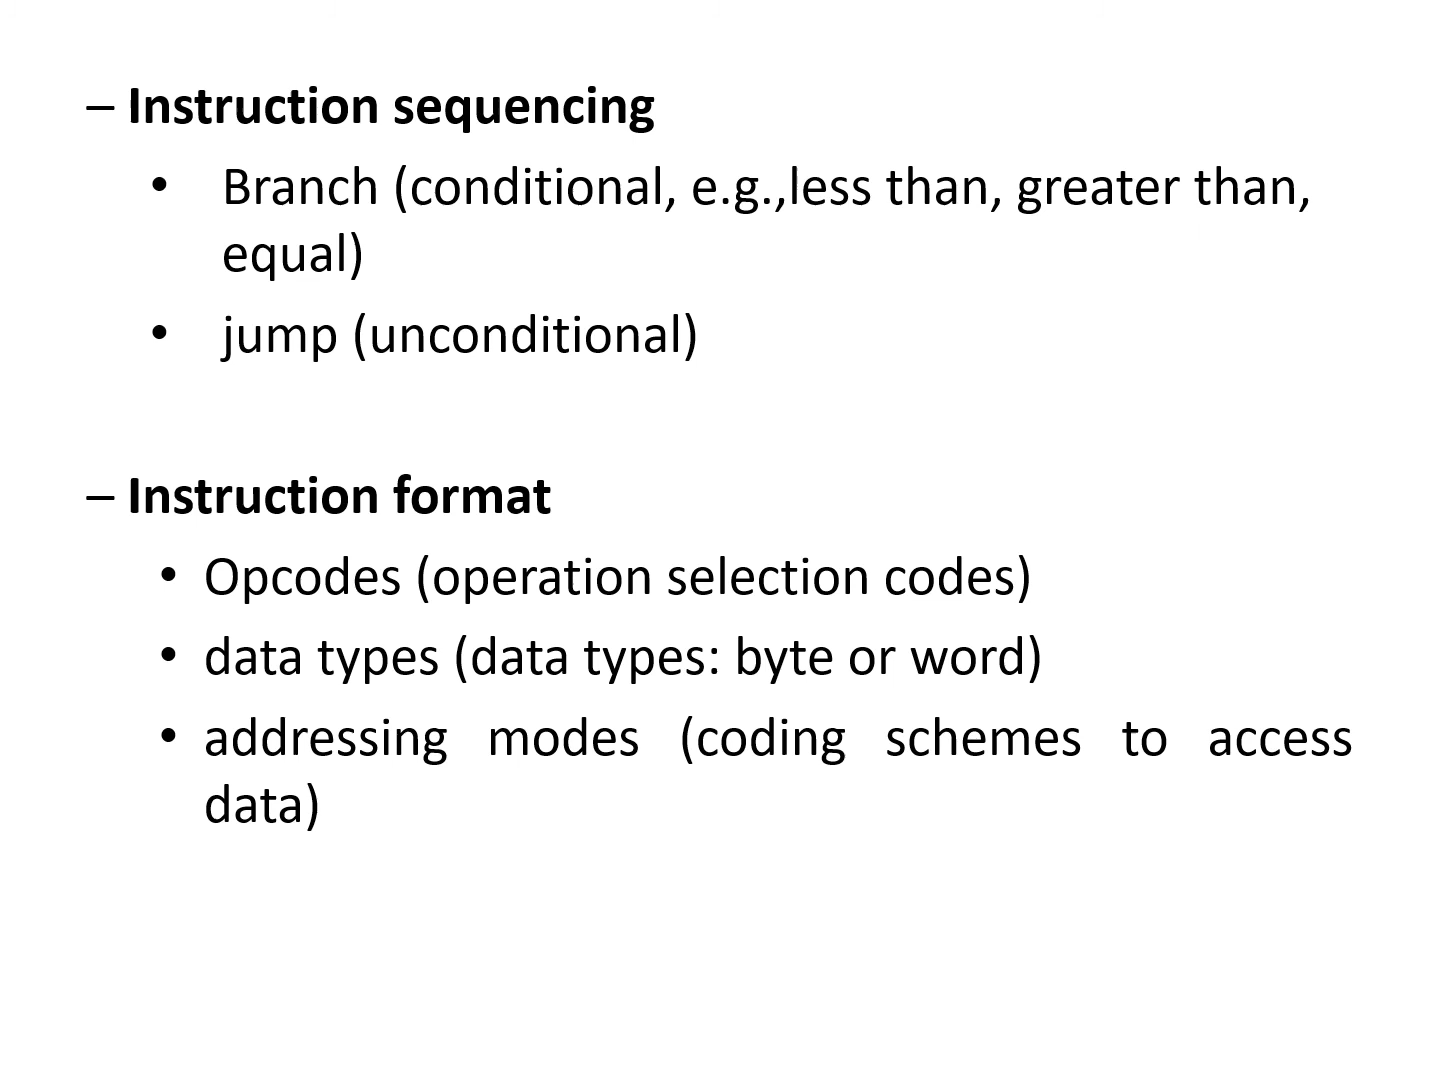 – Instruction sequencing
• Branch (conditional, e.g.,less than, greater than,
equal)
• jump (unconditional)
– Instruction format
• Opcodes (operation selection codes)
• data types (data types: byte or word)
• addressing modes (coding schemes to access
data)